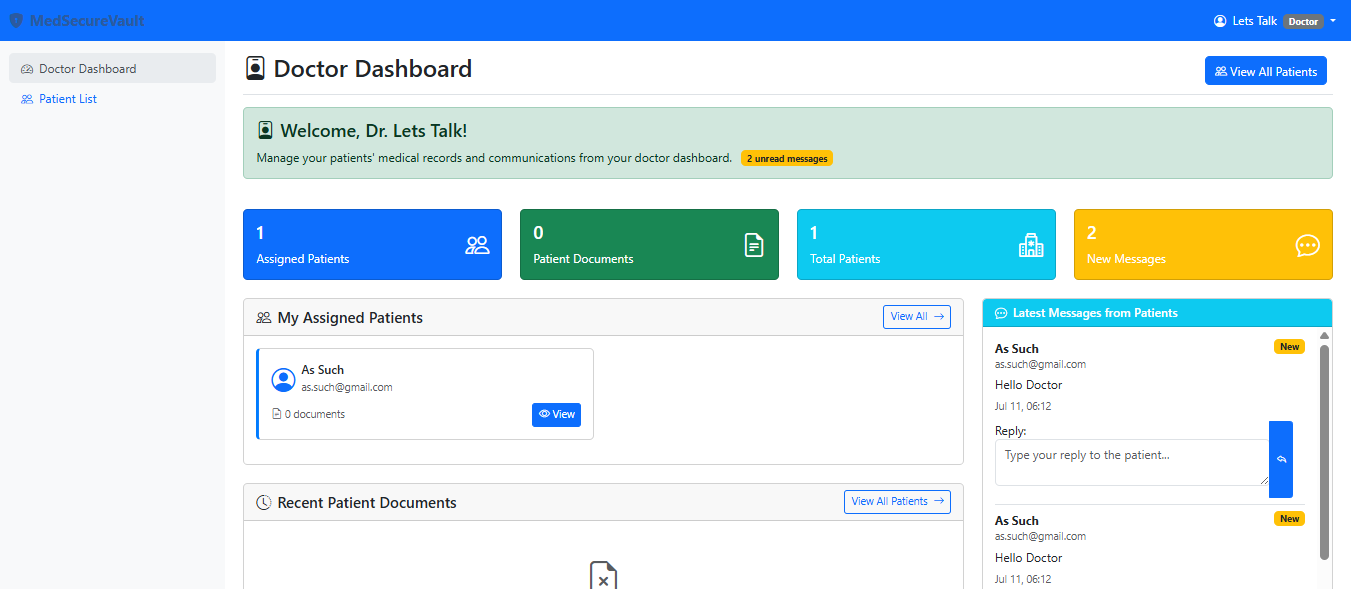 MedSecureVault
Lets Talk Doctor
Doctor Dashboard
Patient List
Doctor Dashboard
View All Patients
Welcome, Dr. Lets Talk!
Manage your patients' medical records and communications from your doctor dashboard. 2 unread messages
1
Assigned Patients
0
Patient Documents
1
Total Patients
2
New Messages
My Assigned Patients
View All →
As Such
as.such@gmail.com
0 documents
View
Recent Patient Documents
View All Patients →
Latest Messages from Patients
As Such
New
as.such@gmail.com
Hello Doctor
Jul 11, 06:12
Reply:
Type your reply to the patient...
As Such
New
as.such@gmail.com
Hello Doctor
Jul 11, 06:12